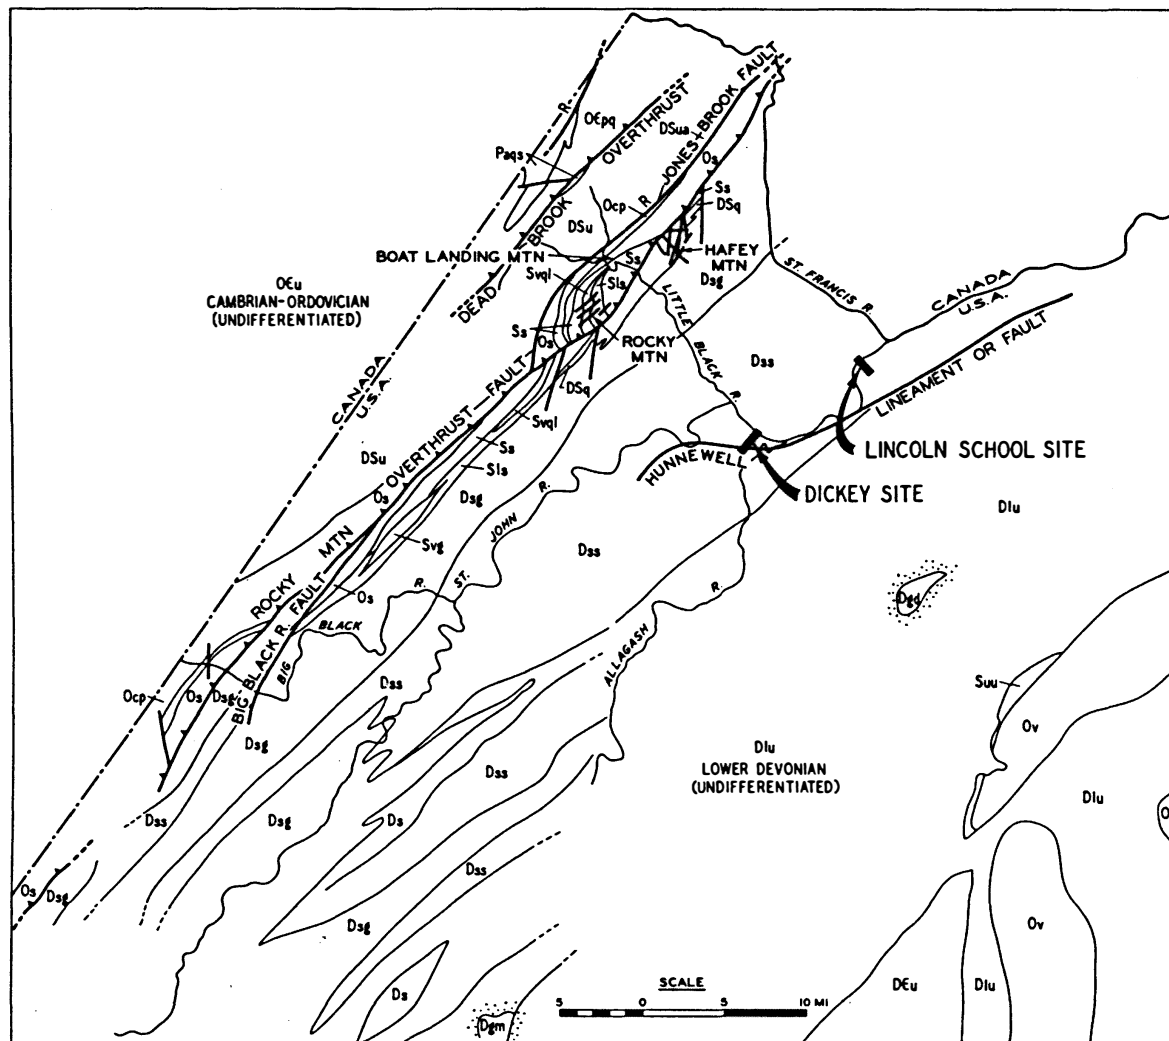 R.
OЄpq
OVERTHRUST
DSua
JONES BROOK FAULT
Paqs
Os
Ss
DSq
Ocp
R
BROOK
DSu
BOAT LANDING MTN
HAFEY
MTN
Ss
Svql
Sls
Dsg
DEAD
OЄu
CAMBRIAN-ORDOVICIAN
(UNDIFFERENTIATED)
ST. FRANCIS R.
CANADA
U.S.A.
LITTLE BLACK R.
Ss
Os
ROCKY
MTN
Dss
CANADA
U.S.A.
DSq
LINEAMENT OR FAULT
Svql
OVERTHRUST FAULT
Ss
DSu
Sls
HUNNEWELL
LINCOLN SCHOOL SITE
DICKEY SITE
Dsg
Os
ST. JOHN R.
Dlu
Dss
Svg
ROCKY MTN
Os
R.
Dgd
BIG BLACK R. FAULT
BIG BLACK
ALLAGASH R.
Dss
Suu
Ocp
Os
Dsg
Ov
Dsg
Dlu
LOWER DEVONIAN
(UNDIFFERENTIATED)
Dss
Dlu
Dss
Dsg
Ds
O
Dss
Os
Dsg
Dsg
Ov
SCALE
5 0 5 10 MI
Ds
DЄu
Dlu
Dgm